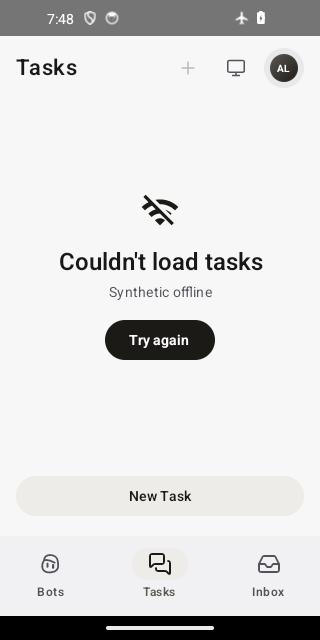 7:48
Tasks
AL
Couldn't load tasks
Synthetic offline
Try again
New Task
Bots
Tasks
Inbox